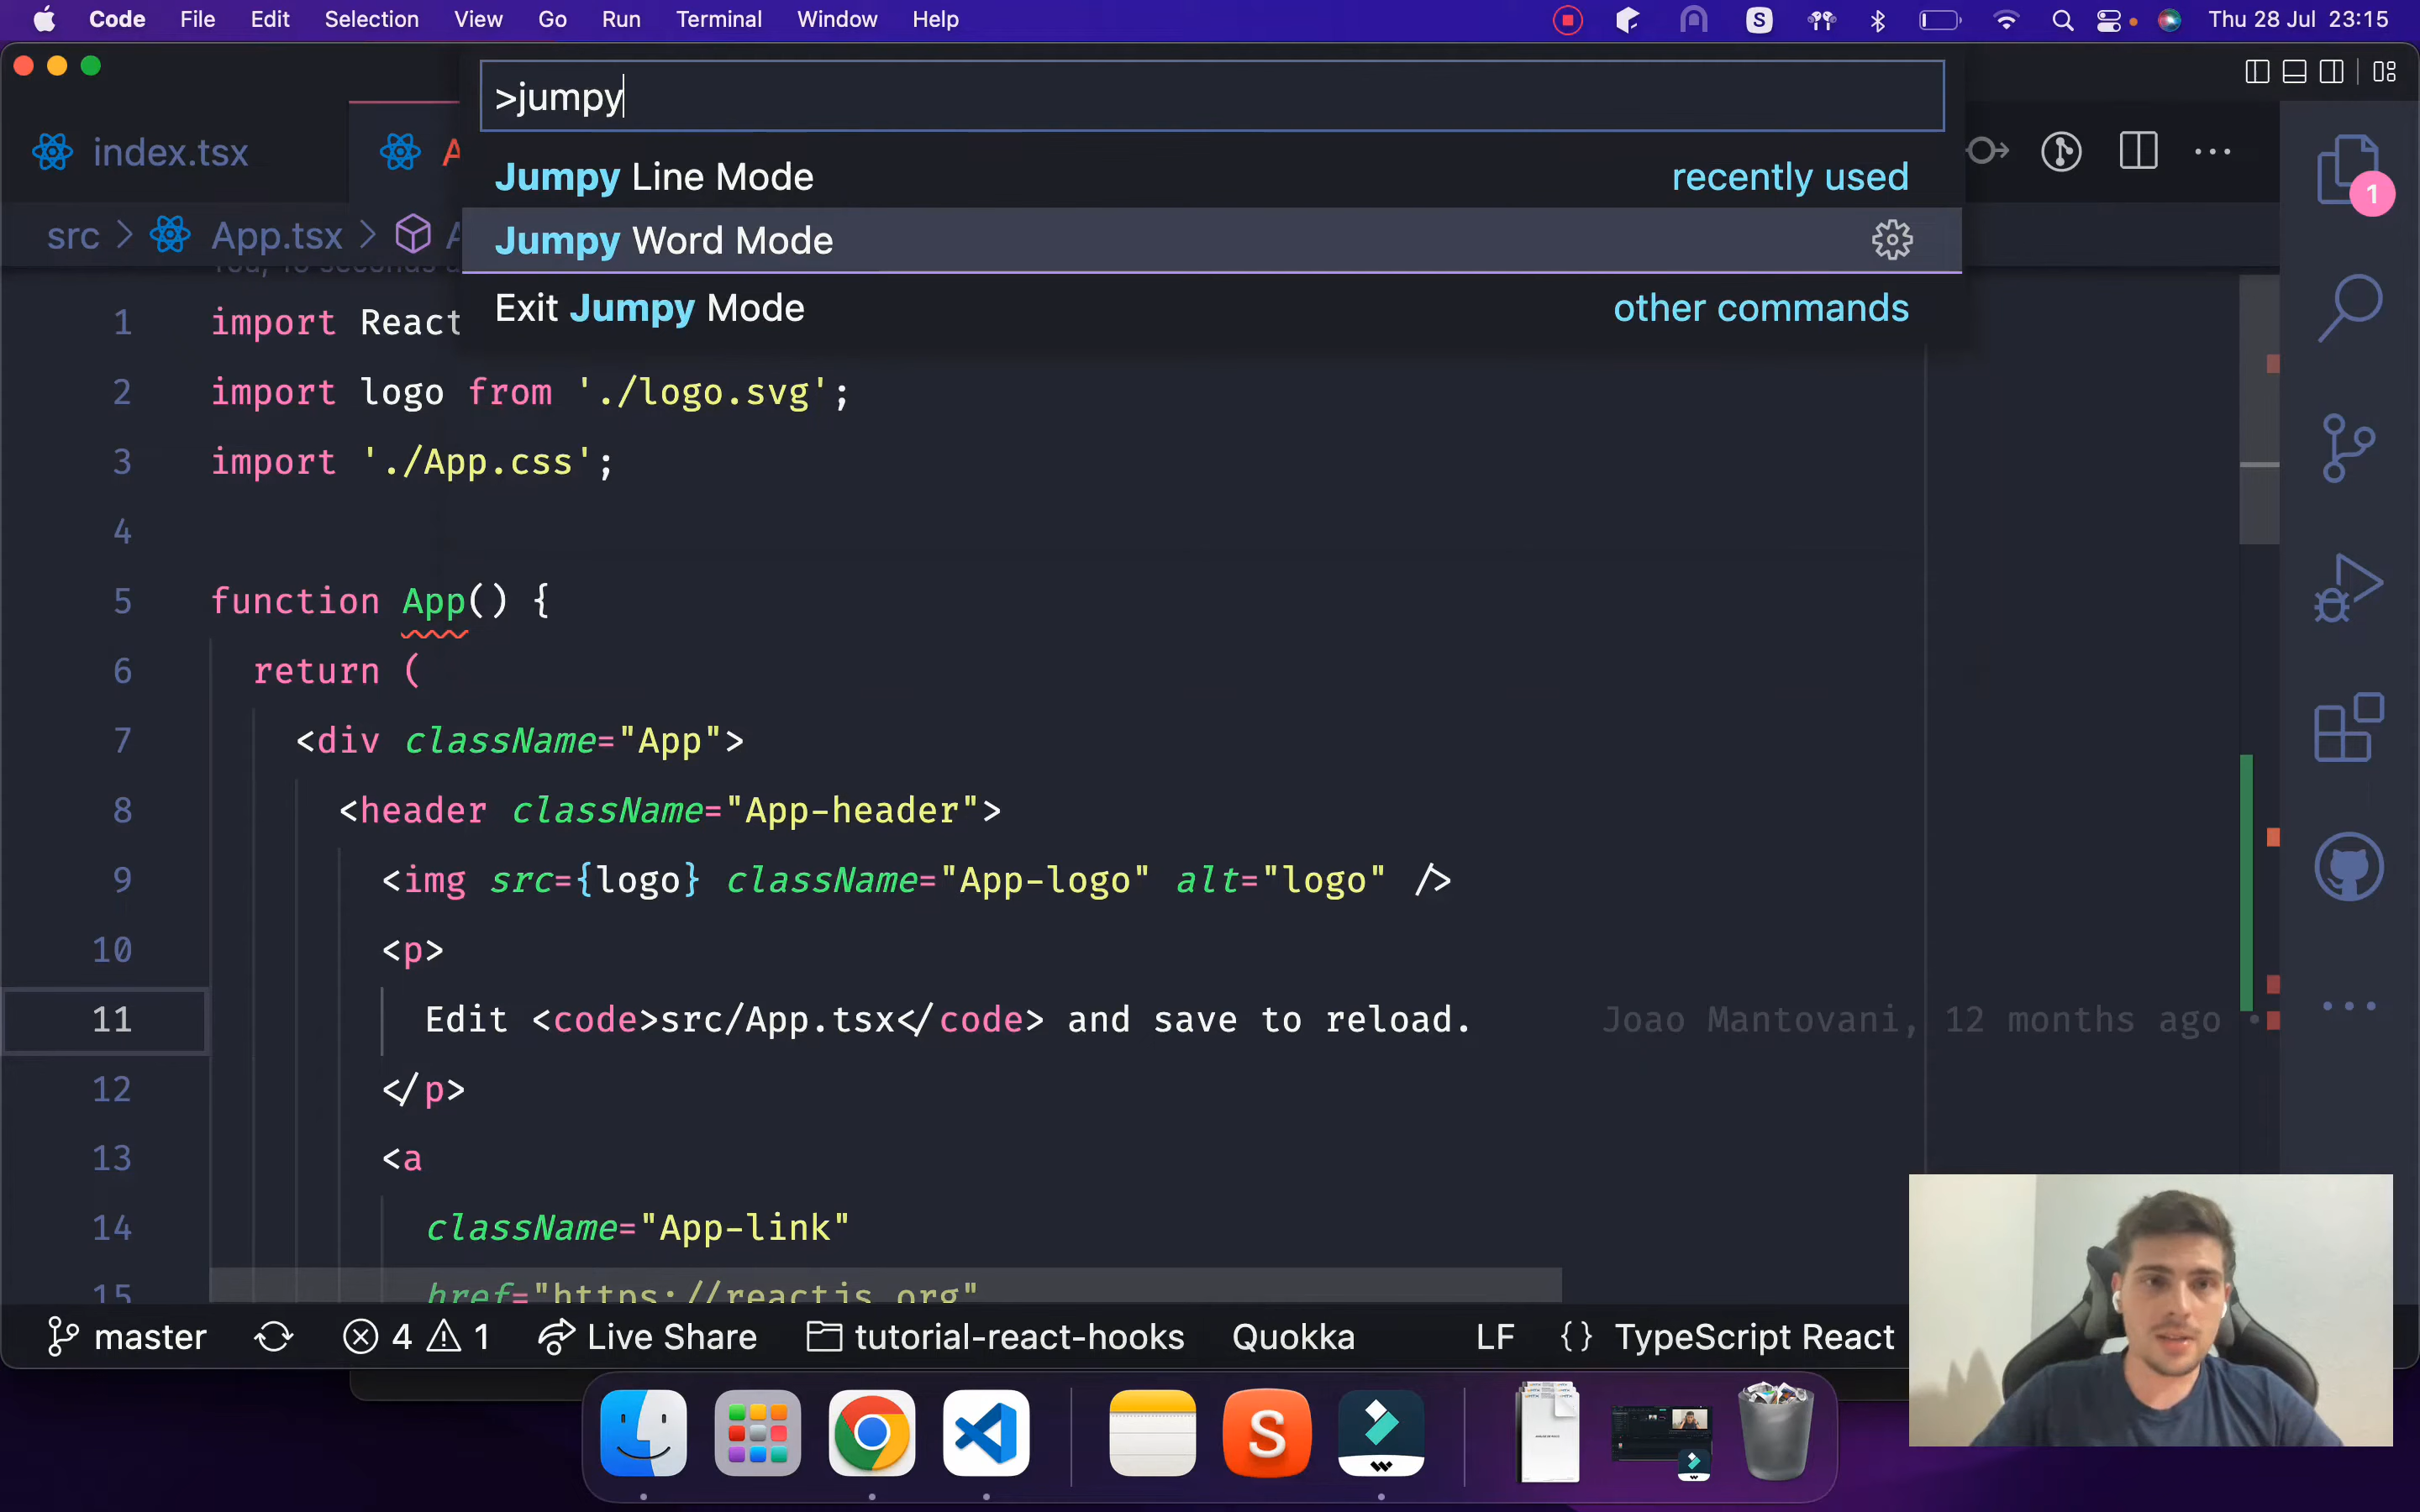 Code File Edit Selection View Go Run Terminal Window Help Thu 28 Jul 23:15
>jumpy
index.tsx
Jumpy Line Mode recently used
1
src > App.tsx >
Jumpy Word Mode
Exit Jumpy Mode other commands
1 import React
2 import logo from './logo.svg';
3 import './App.css';
4
5 function App() {
6 return (
7 <div className="App">
8 <header className="App-header">
9 <img src={logo} className="App-logo" alt="logo" />
10 <p>
11 Edit <code>src/App.tsx</code> and save to reload. Joao Mantovani, 12 months ago •
12 </p>
13 <a
14 className="App-link"
15 href="https://reactjs.org"
master 4 1 Live Share tutorial-react-hooks Quokka LF {} TypeScript React